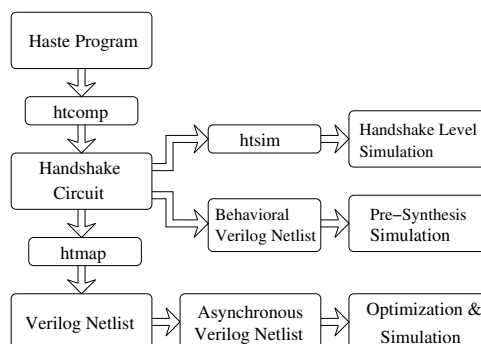 Haste Program
htcomp
Handshake
Circuit
htsim
Handshake Level
Simulation
Behavioral
Verilog Netlist
Pre−Synthesis
Simulation
htmap
Verilog Netlist
Asynchronous
Verilog Netlist
Optimization &
Simulation